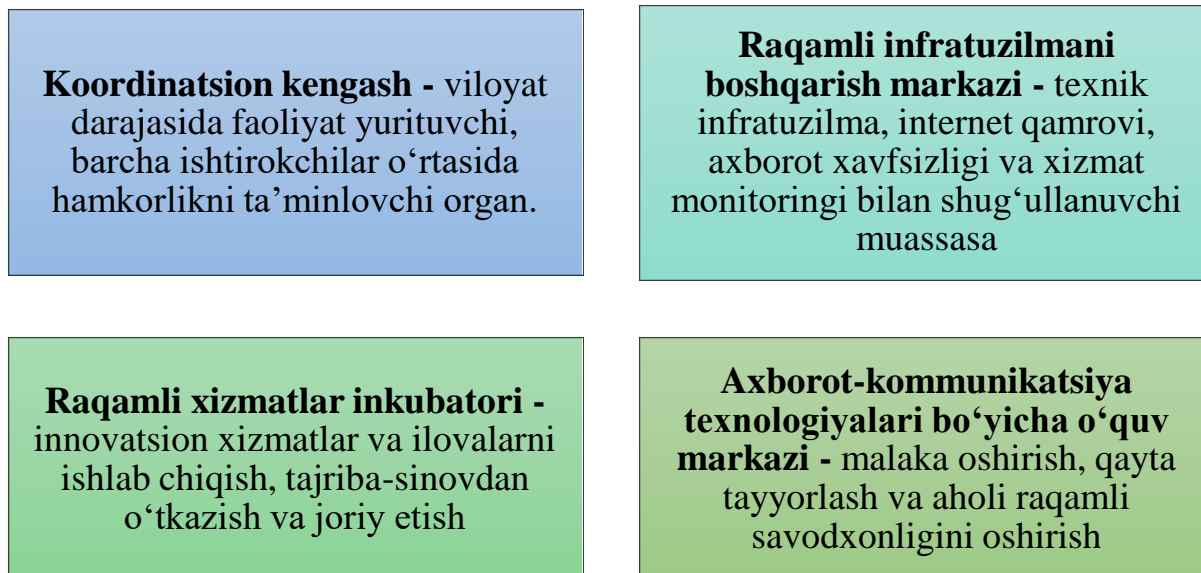 Koordinatsion kengash - viloyat
darajasida faoliyat yurituvchi,
barcha ishtirokchilar o‘rtasida
hamkorlikni ta’minlovchi organ.
Raqamli infratuzilmani
boshqarish markazi - texnik
infratuzilma, internet qamrovi,
axborot xavfsizligi va xizmat
monitoringi bilan shug‘ullanuvchi
muassasa
Raqamli xizmatlar inkubatori -
innovatsion xizmatlar va ilovalarni
ishlab chiqish, tajriba-sinovdan
o‘tkazish va joriy etish
Axborot-kommunikatsiya
texnologiyalari bo‘yicha o‘quv
markazi - malaka oshirish, qayta
tayyorlash va aholi raqamli
savodxonligini oshirish